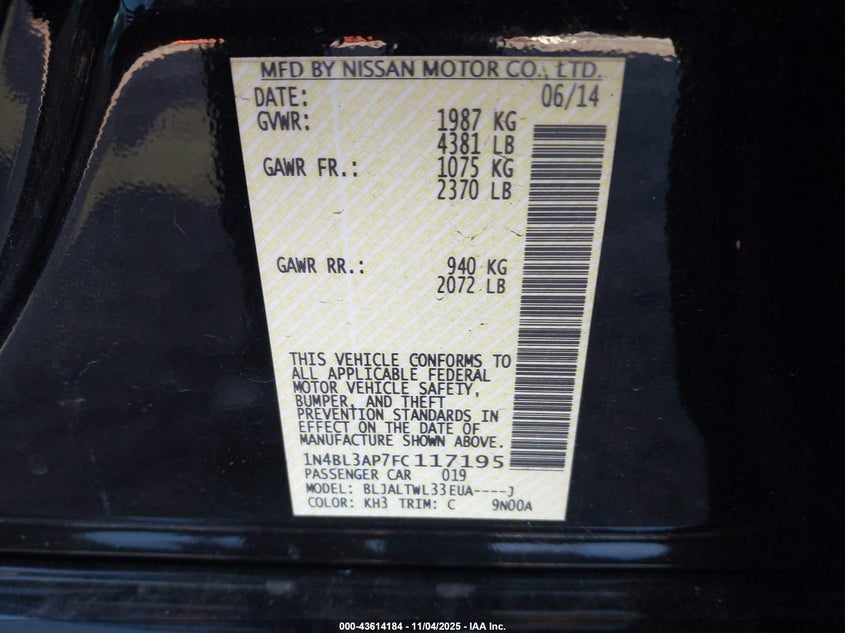 MFD BY NISSAN MOTOR CO., LTD.
DATE: 06/14
GVWR: 1987 KG
4381 LB
GAWR FR.: 1075 KG
2370 LB
GAWR RR.: 940 KG
2072 LB
THIS VEHICLE CONFORMS TO
ALL APPLICABLE FEDERAL
MOTOR VEHICLE SAFETY,
BUMPER, AND THEFT
PREVENTION STANDARDS IN
EFFECT ON THE DATE OF
MANUFACTURE SHOWN ABOVE.
1N4BL3AP7FC117195
PASSENGER CAR 019
MODEL: BLJALTWL33EUA----J
COLOR: KH3 TRIM: C 9N00A
000-43614184 - 11/04/2025 - IAA Inc.